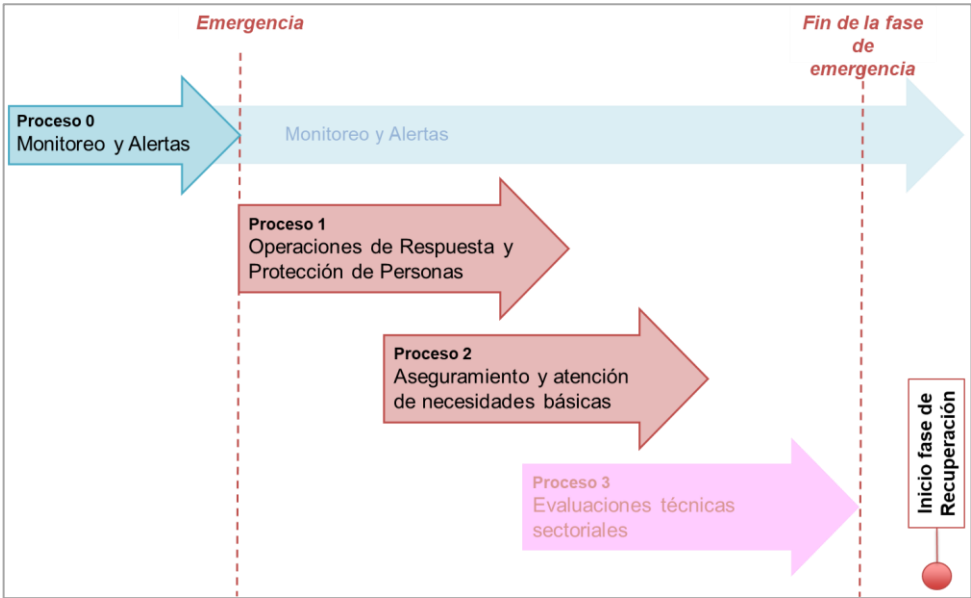 Emergencia
Fin de la fase
de
emergencia
Proceso 0
Monitoreo y Alertas
Monitoreo y Alertas
Proceso 1
Operaciones de Respuesta y
Protección de Personas
Proceso 2
Aseguramiento y atención
de necesidades básicas
Proceso 3
Evaluaciones técnicas
sectoriales
Inicio fase de
Recuperación